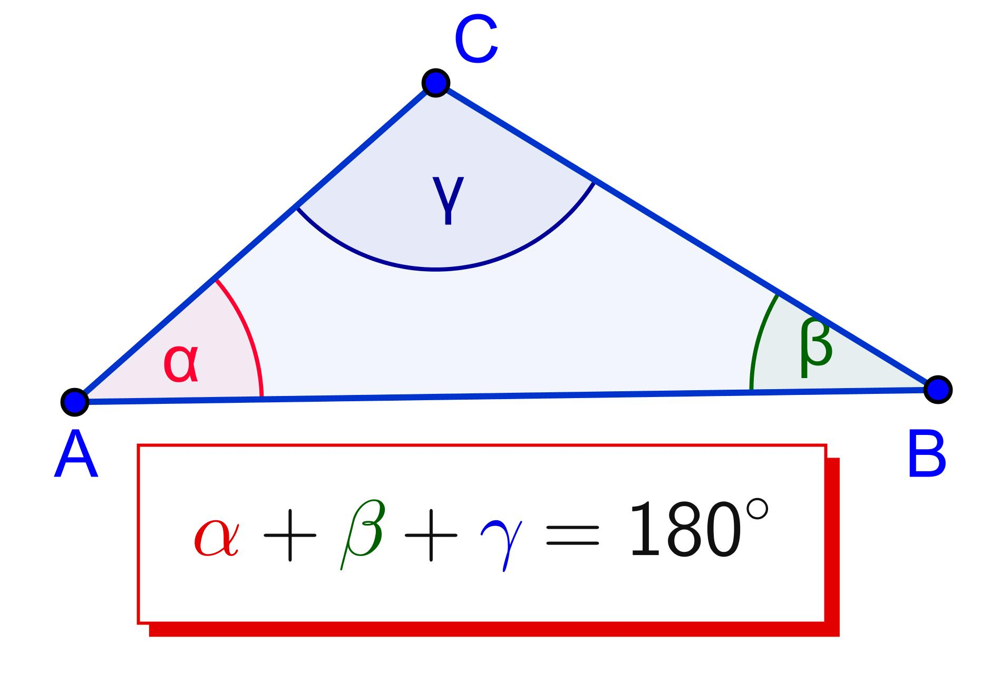 C
γ
α
β
A
B
α + β + γ = 180°